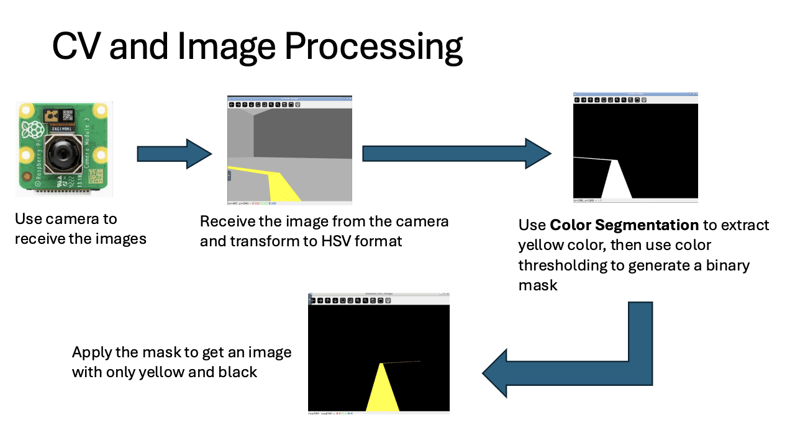 CV and Image Processing
Use camera to
receive the images
Receive the image from the camera
and transform to HSV format
Use Color Segmentation to extract
yellow color, then use color
thresholding to generate a binary
mask
Apply the mask to get an image
with only yellow and black